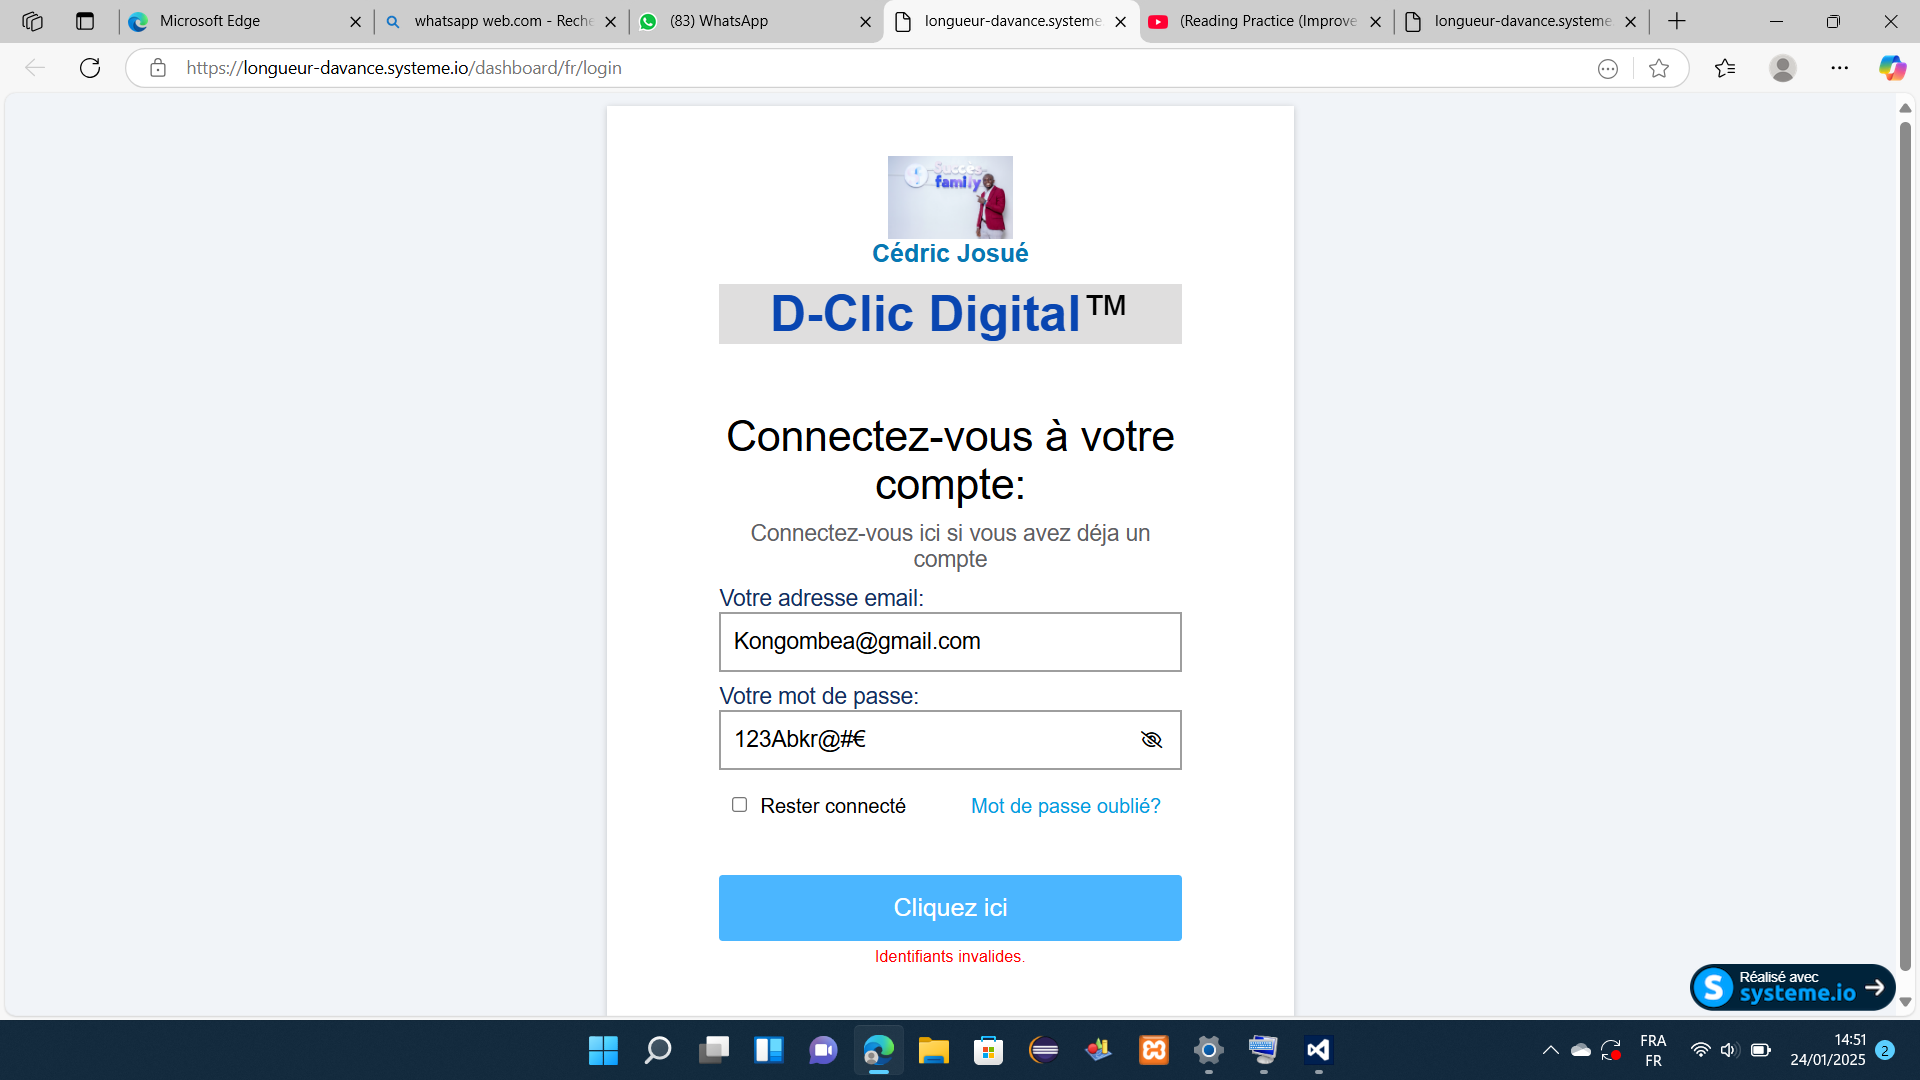 Microsoft Edge
whatsapp web.com - Reche
(83) WhatsApp
longueur-davance.systeme.
(Reading Practice (Improve
longueur-davance.systeme.
https://longueur-davance.systeme.io/dashboard/fr/login
Succès
family
Cédric Josué
D-Clic Digital™
Connectez-vous à votre
compte:
Connectez-vous ici si vous avez déja un
compte
Votre adresse email:
Kongombea@gmail.com
Votre mot de passe:
123Abkr@#€
Rester connecté
Mot de passe oublié?
Cliquez ici
Identifiants invalides.
Réalisé avec
systeme.io
FRA
FR
14:51
24/01/2025
2